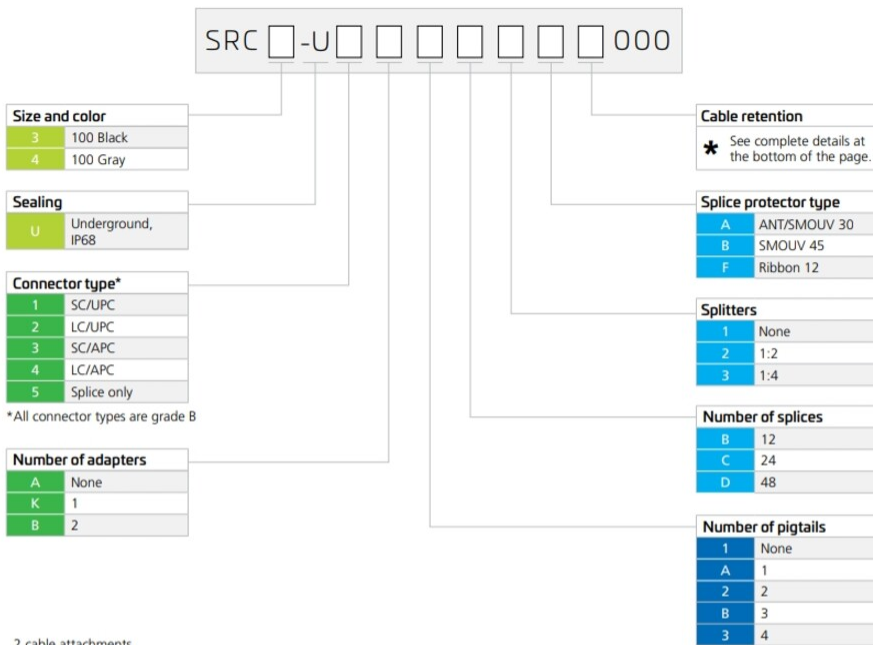 SRC -U 000
Size and color
3 100 Black
4 100 Gray
Sealing
U Underground,
IP68
Connector type*
1 SC/UPC
2 LC/UPC
3 SC/APC
4 LC/APC
5 Splice only
*All connector types are grade B
Number of adapters
A None
K 1
B 2
Cable retention
* See complete details at
the bottom of the page.
Splice protector type
A ANT/SMOUV 30
B SMOUV 45
F Ribbon 12
Splitters
1 None
2 1:2
3 1:4
Number of splices
B 12
C 24
D 48
Number of pigtails
1 None
A 1
2 2
B 3
3 4
2 cable attachments